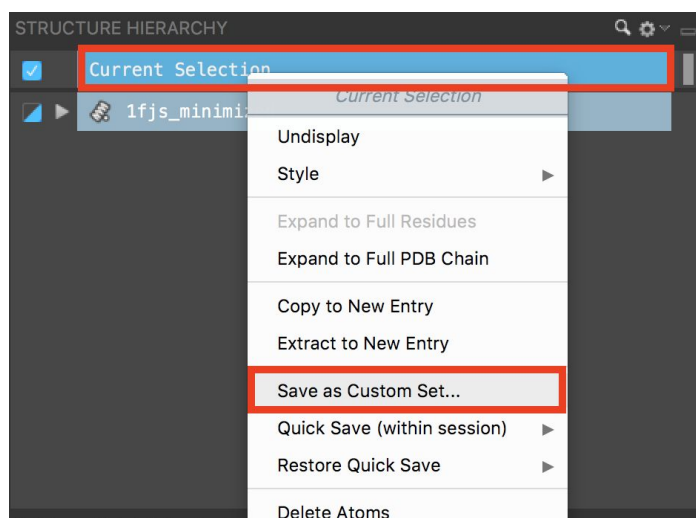 STRUCTURE HIERARCHY
Current Selection
Current Selection
1fjs_minimi
Undisplay
Style
Expand to Full Residues
Expand to Full PDB Chain
Copy to New Entry
Extract to New Entry
Save as Custom Set...
Quick Save (within session)
Restore Quick Save
Delete Atoms